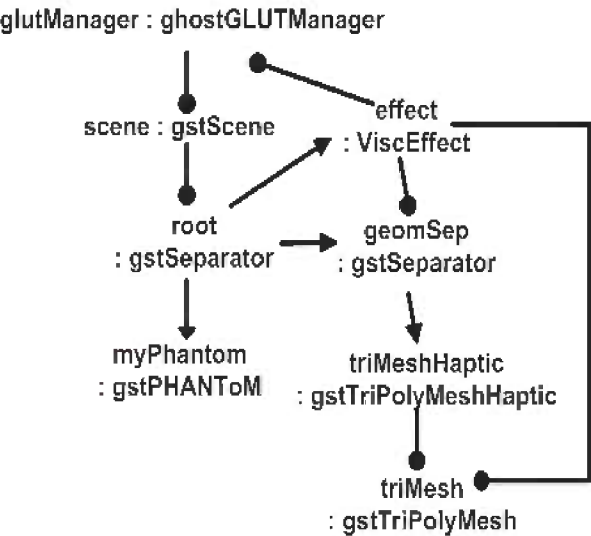 glutManager : ghostGLUTManager
effect
: ViscEffect
scene : gstScene
root
: gstSeparator
geomSep
: gstSeparator
myPhantom
: gstPHANToM
triMeshHaptic
: gstTriPolyMeshHaptic
triMesh
: gstTriPolyMesh